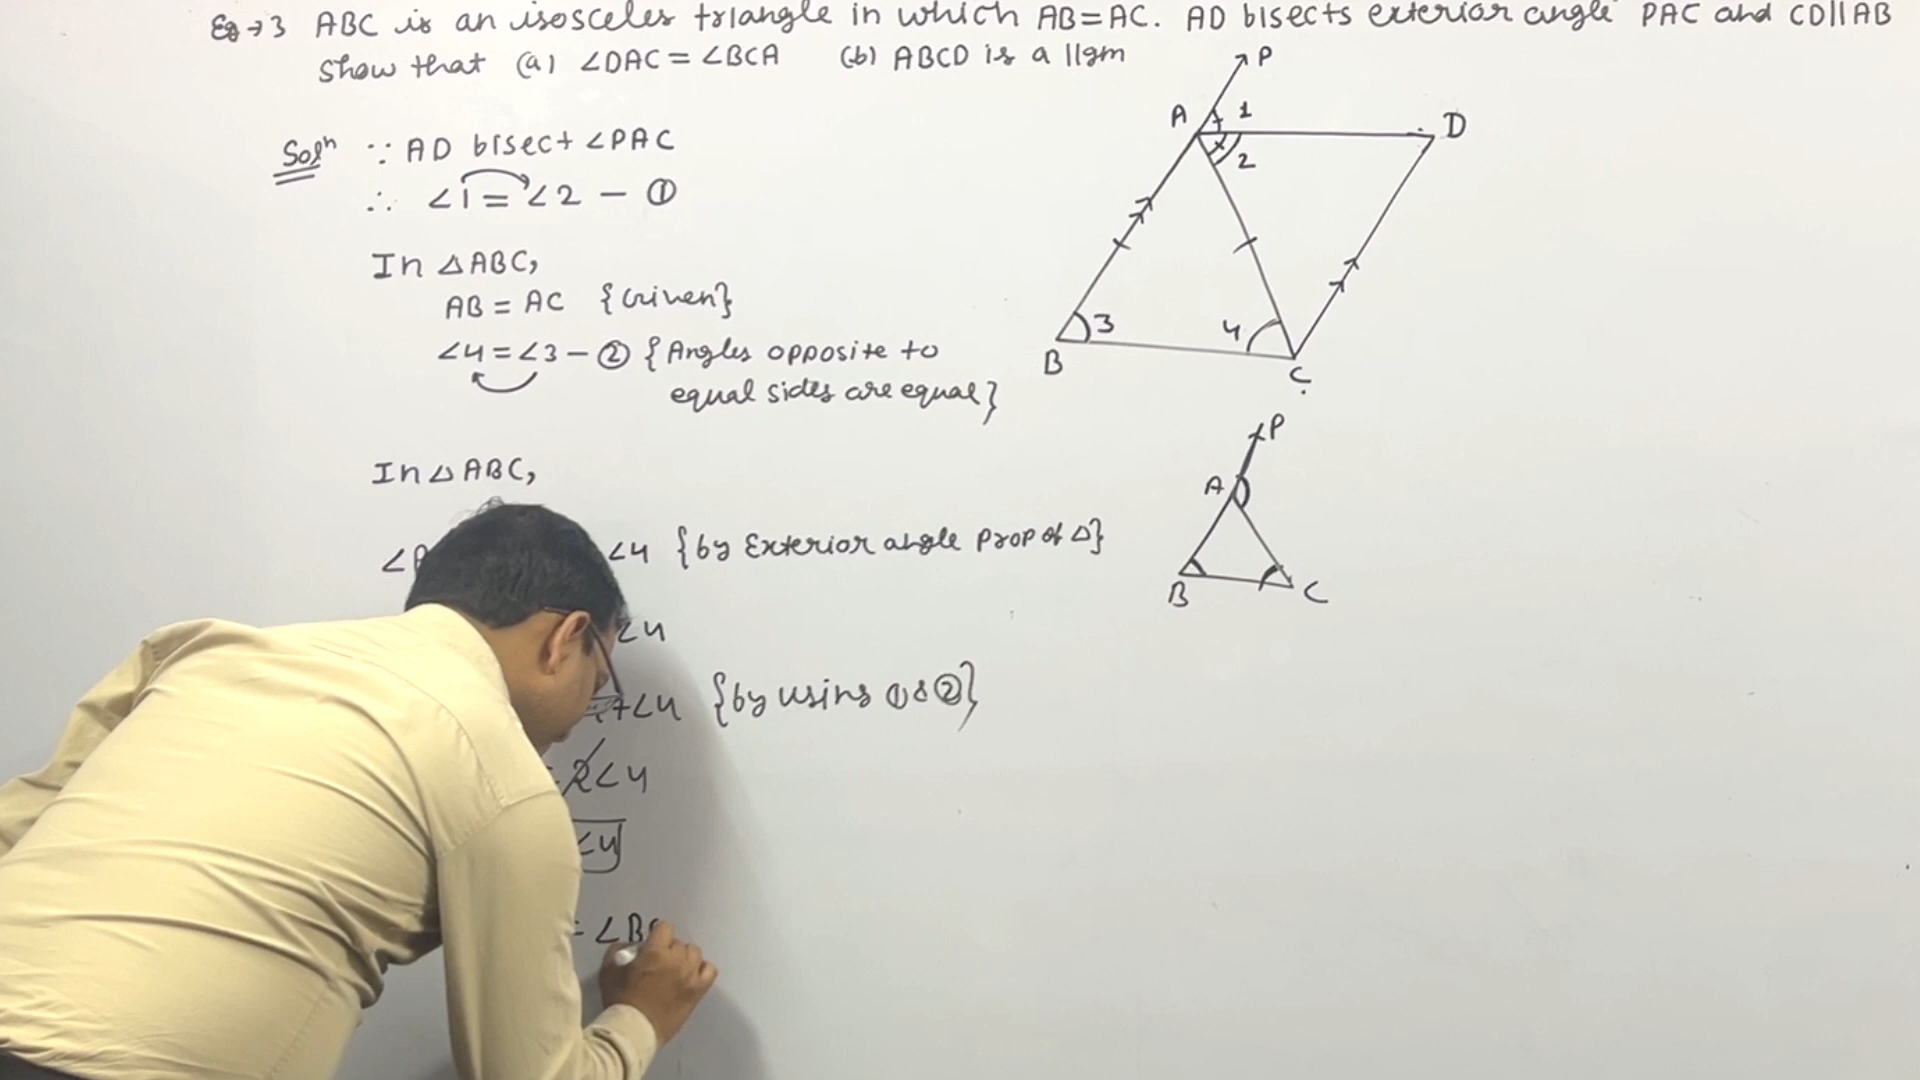 Eg→3 ABC is an isosceles triangle in which AB=AC. AD bisects exterior angle PAC and CD||AB
show that (a) ∠DAC = ∠BCA (b) ABCD is a ||gm
Solⁿ ∵ AD bisect ∠PAC
∴ ∠1 = ∠2 — ①
In △ABC,
AB = AC {Given}
∠4 = ∠3 — ② {Angles opposite to
equal sides are equal}
In △ABC,
∠4 {by Exterior angle prop of △}
∠4
+∠4 {by using ① & ②}
2∠4
∠4
= ∠B
P
A 1
D
2
3
4
B
C
P
A
B
C